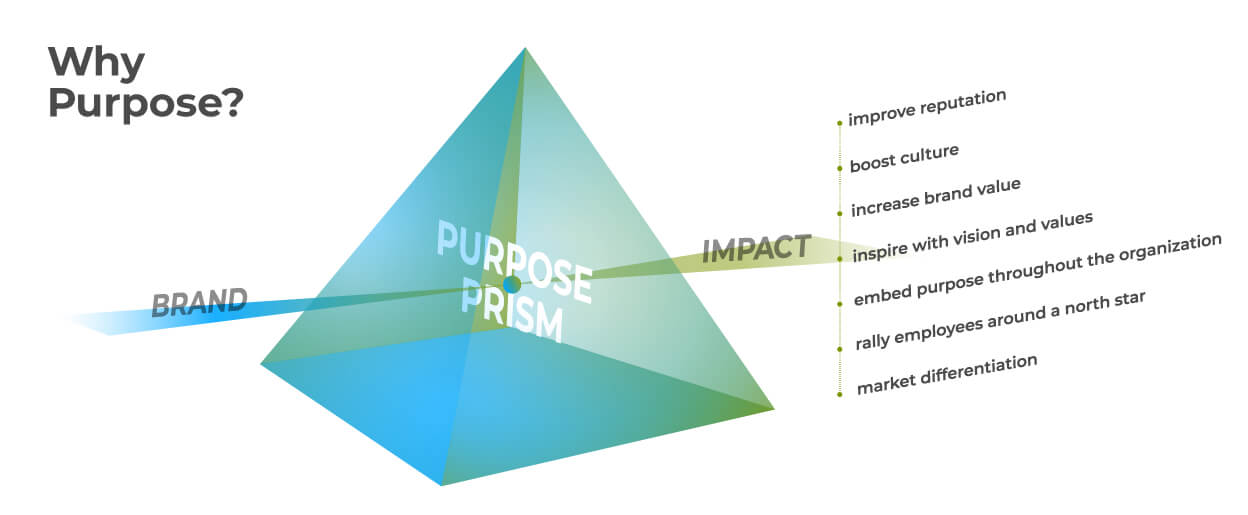 Why
Purpose?
BRAND
PURPOSE
PRISM
IMPACT
improve reputation
boost culture
increase brand value
inspire with vision and values
embed purpose throughout the organization
rally employees around a north star
market differentiation